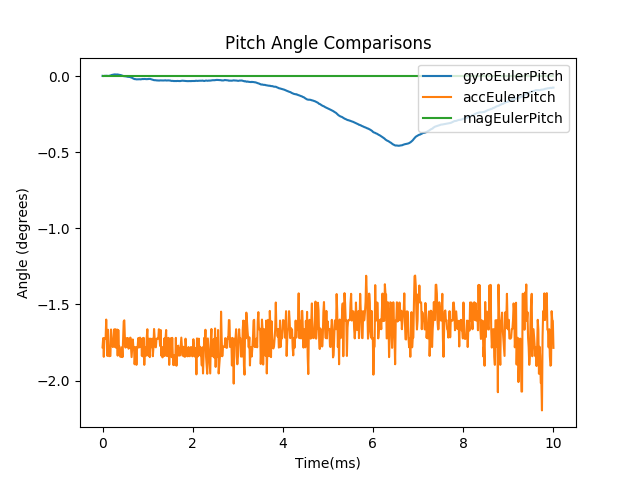 Pitch Angle Comparisons
gyroEulerPitch
accEulerPitch
magEulerPitch
Angle (degrees)
0.0
−0.5
−1.0
−1.5
−2.0
0 2 4 6 8 10
Time(ms)